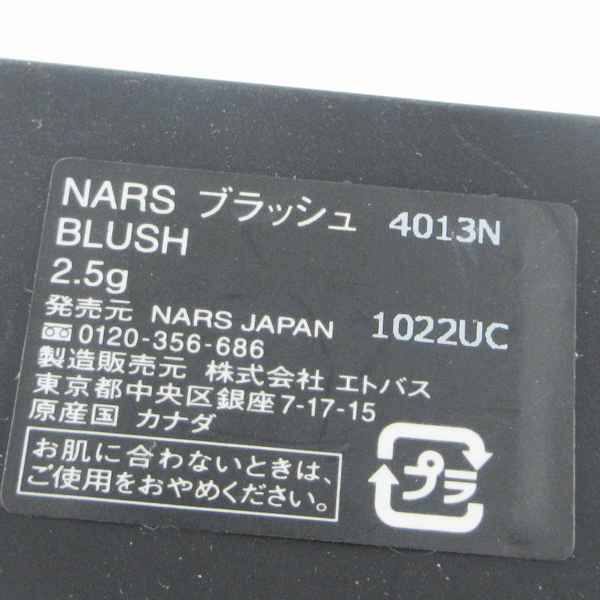 NARS ブラッシュ 4013N
BLUSH
2.5g
発売元 NARS JAPAN 1022UC
0120-356-686
製造販売元 株式会社 エトバス
東京都中央区銀座7-17-15
原産国 カナダ
お肌に合わないときは、
ご使用をおやめください。
プラ